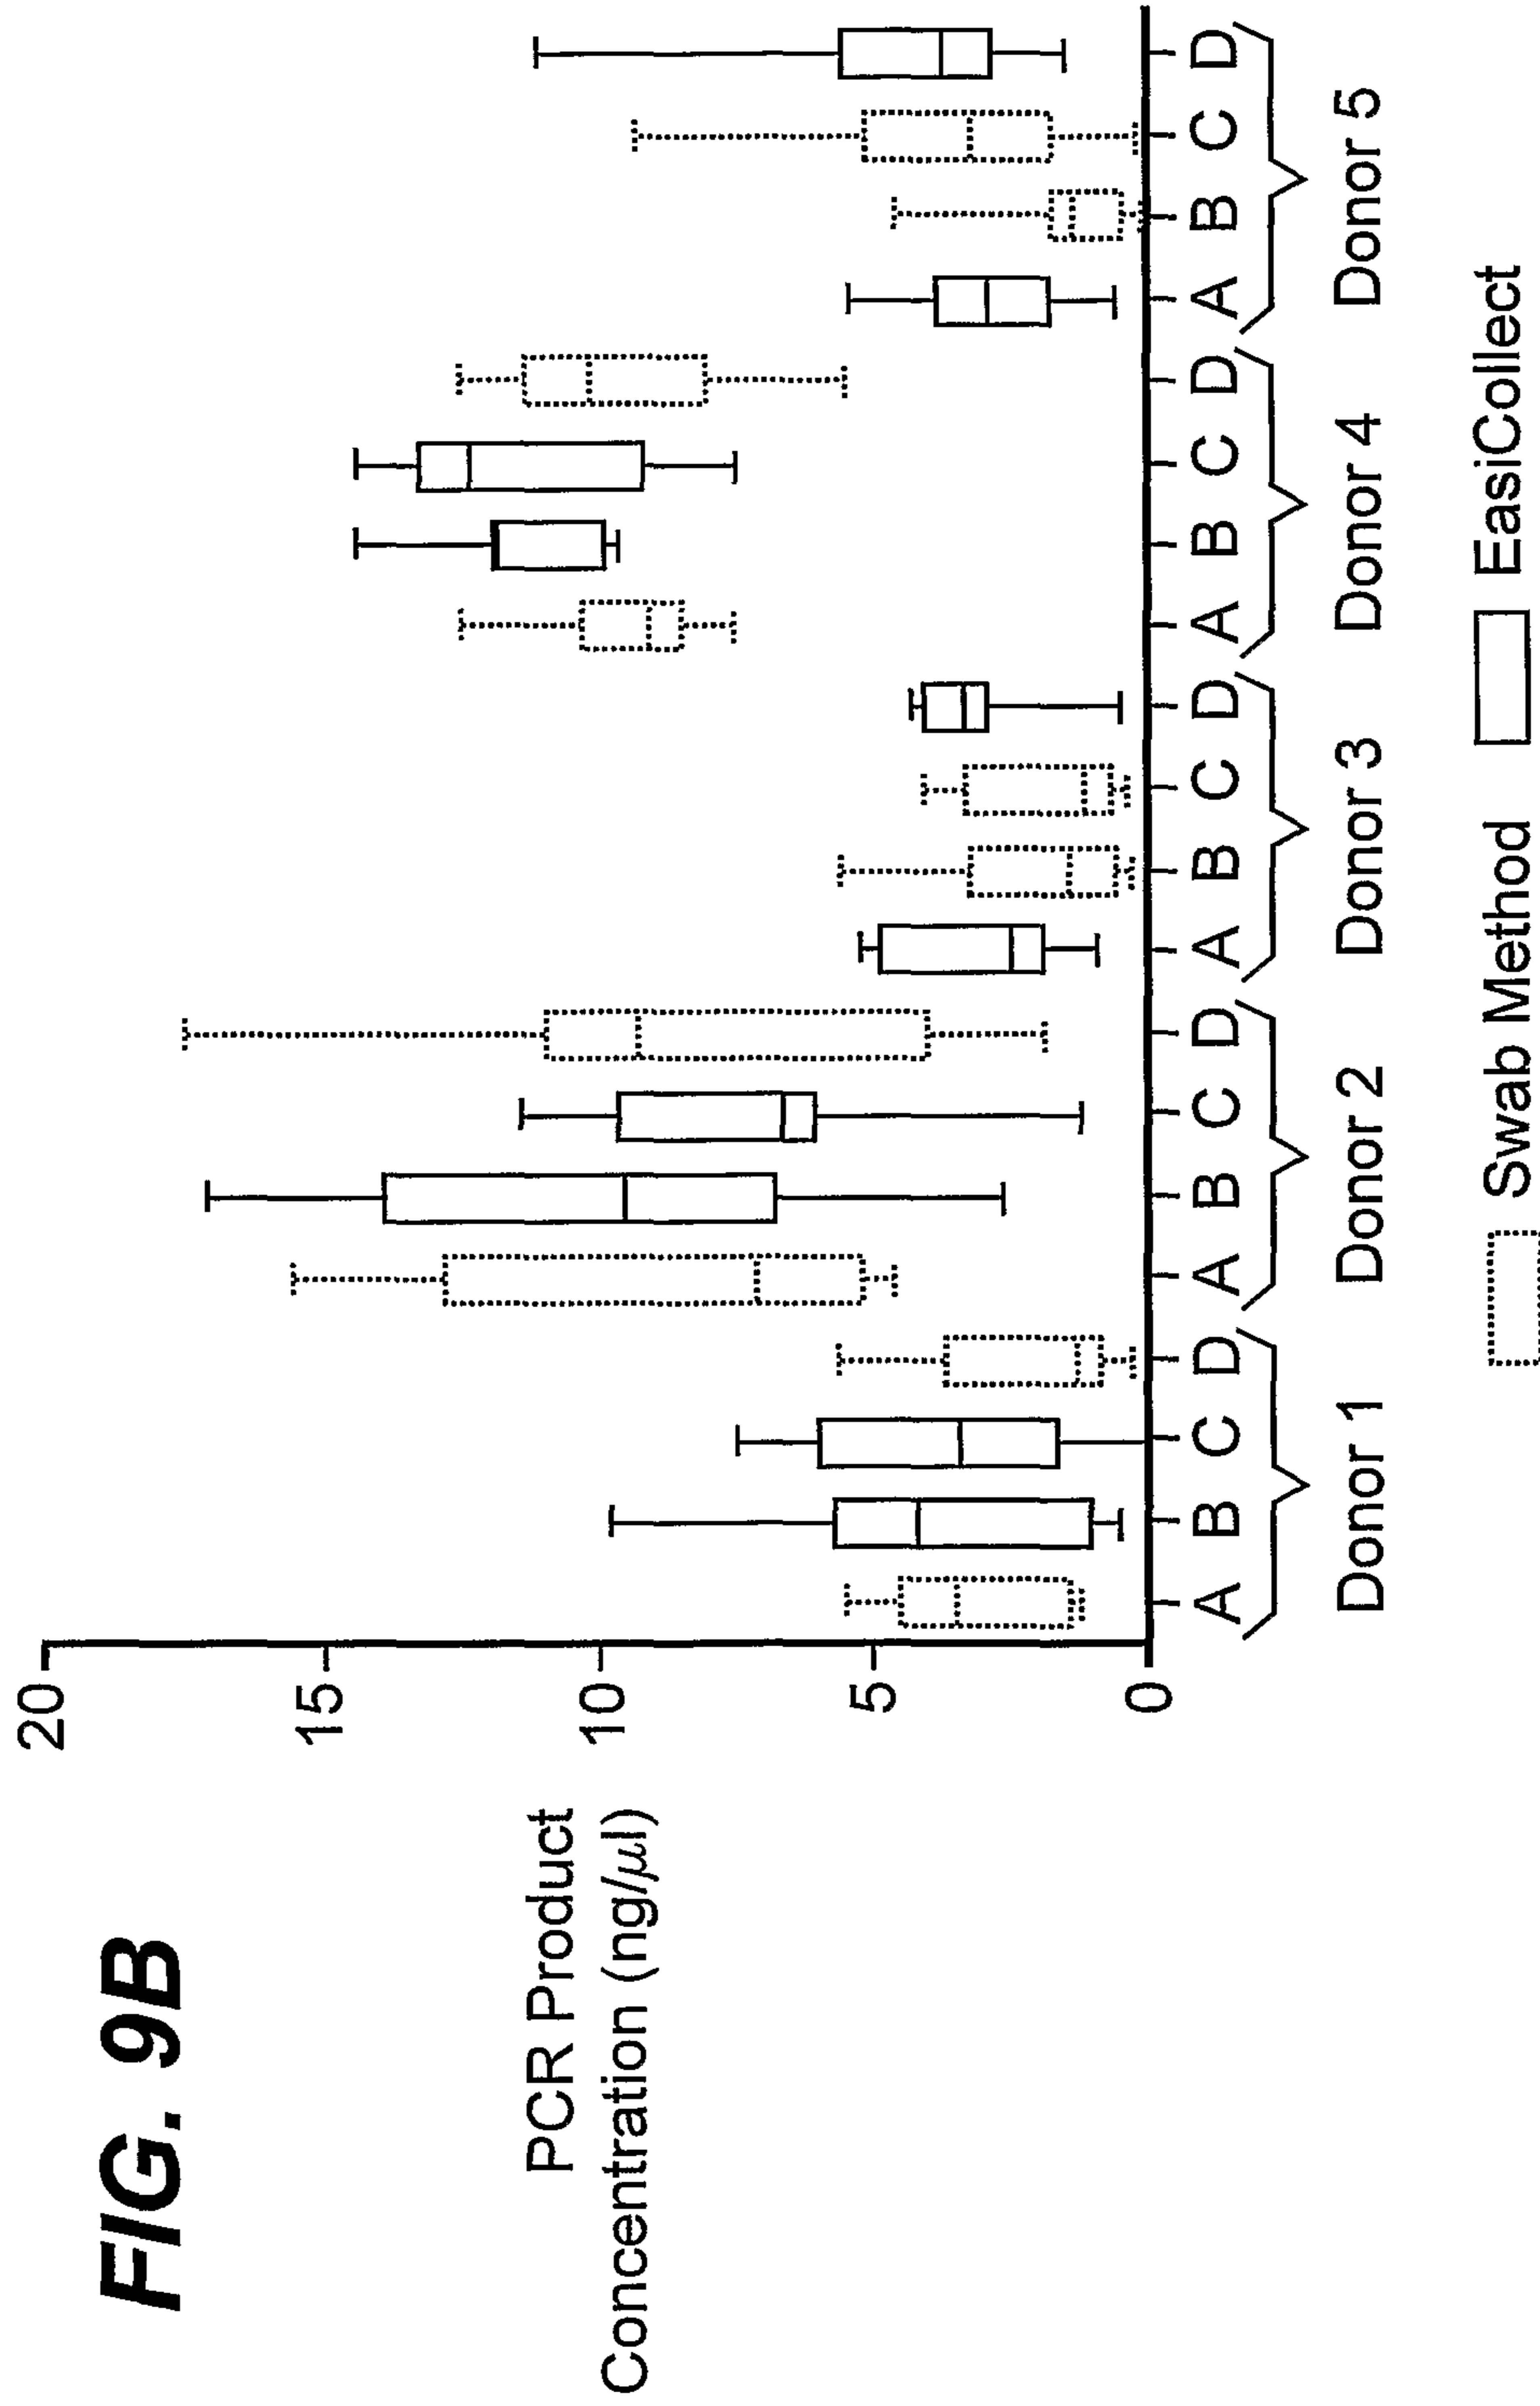 FIG. 9B
PCR Product
Concentration (ng/μl)
20
15
10
5
0
A B C D A B C D A B C D A B C D A B C D
Donor 1 Donor 2 Donor 3 Donor 4 Donor 5
Swab Method EasiCollect